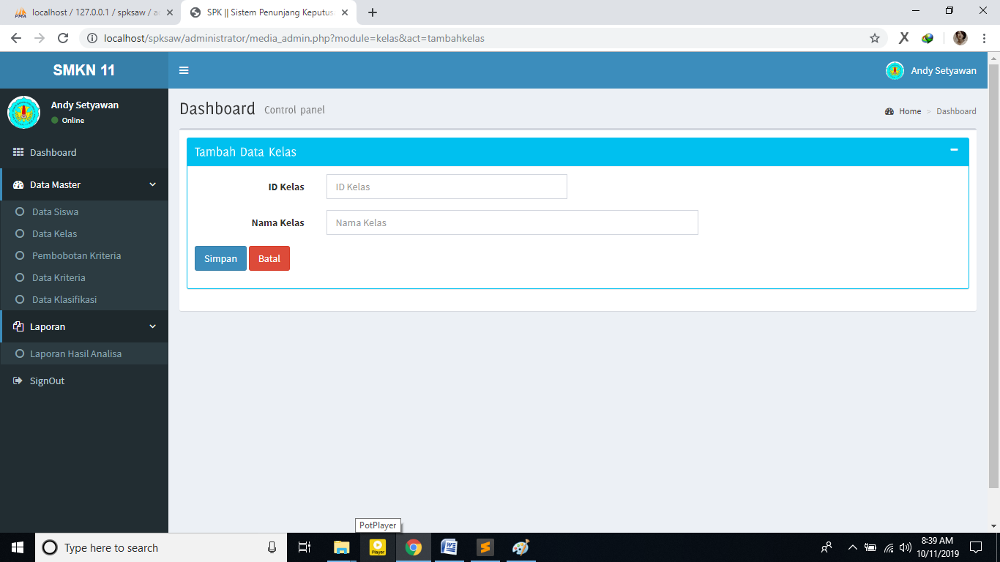 localhost / 127.0.0.1 / spksaw / a
SPK || Sistem Penunjang Keputus
localhost/spksaw/administrator/media_admin.php?module=kelas&act=tambahkelas
SMKN 11
Andy Setyawan
Andy Setyawan
Online
Dashboard Control panel
Home > Dashboard
Dashboard
Data Master
Data Siswa
Data Kelas
Pembobotan Kriteria
Data Kriteria
Data Klasifikasi
Laporan
Laporan Hasil Analisa
SignOut
Tambah Data Kelas
ID Kelas ID Kelas
Nama Kelas Nama Kelas
Simpan Batal
PotPlayer
Type here to search
8:39 AM
10/11/2019